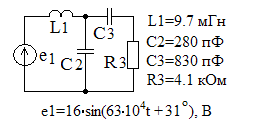 C3
L1=9.7 мГн
L1
C2=280 пФ
R3
C3=830 пФ
e1
C2
R3=4.1 кОм
e1=16·sin(63·10⁴t+31°), В